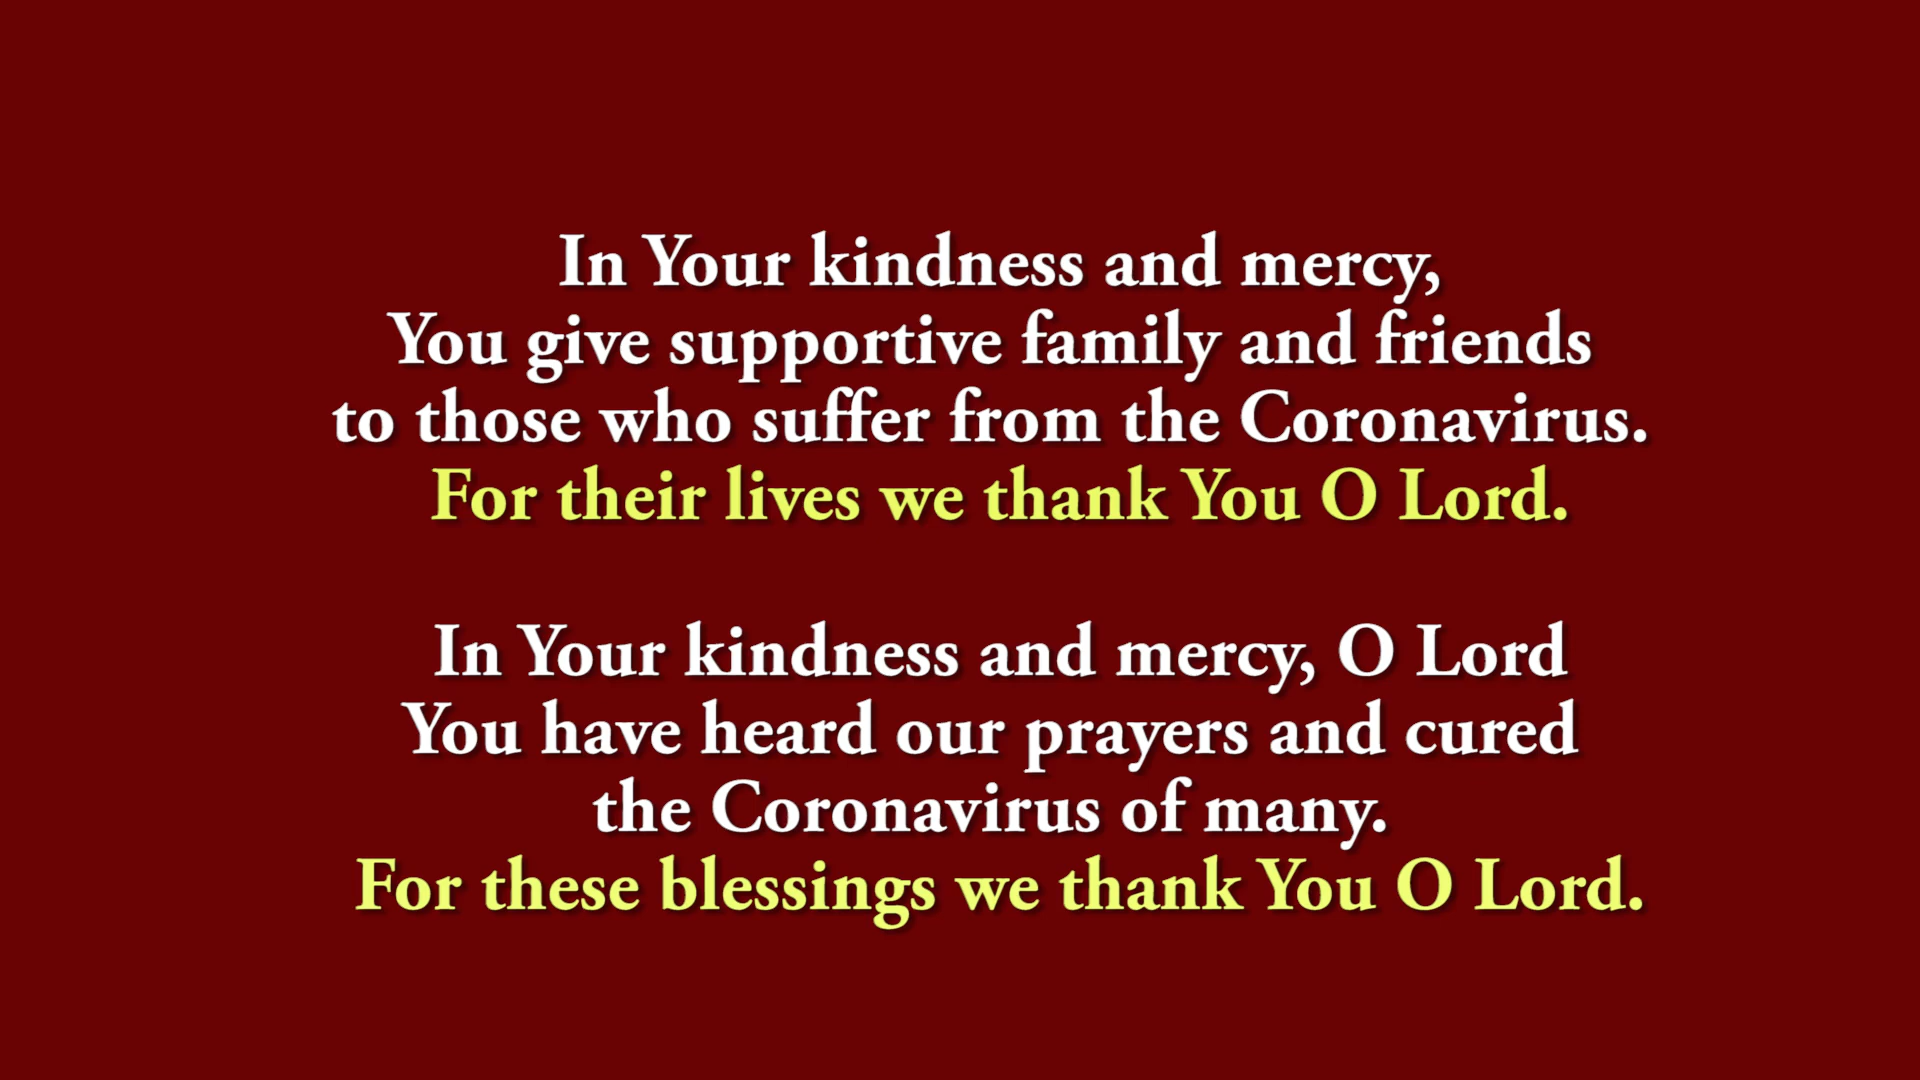 In Your kindness and mercy,
You give supportive family and friends
to those who suffer from the Coronavirus.
For their lives we thank You O Lord.
In Your kindness and mercy, O Lord
You have heard our prayers and cured
the Coronavirus of many.
For these blessings we thank You O Lord.